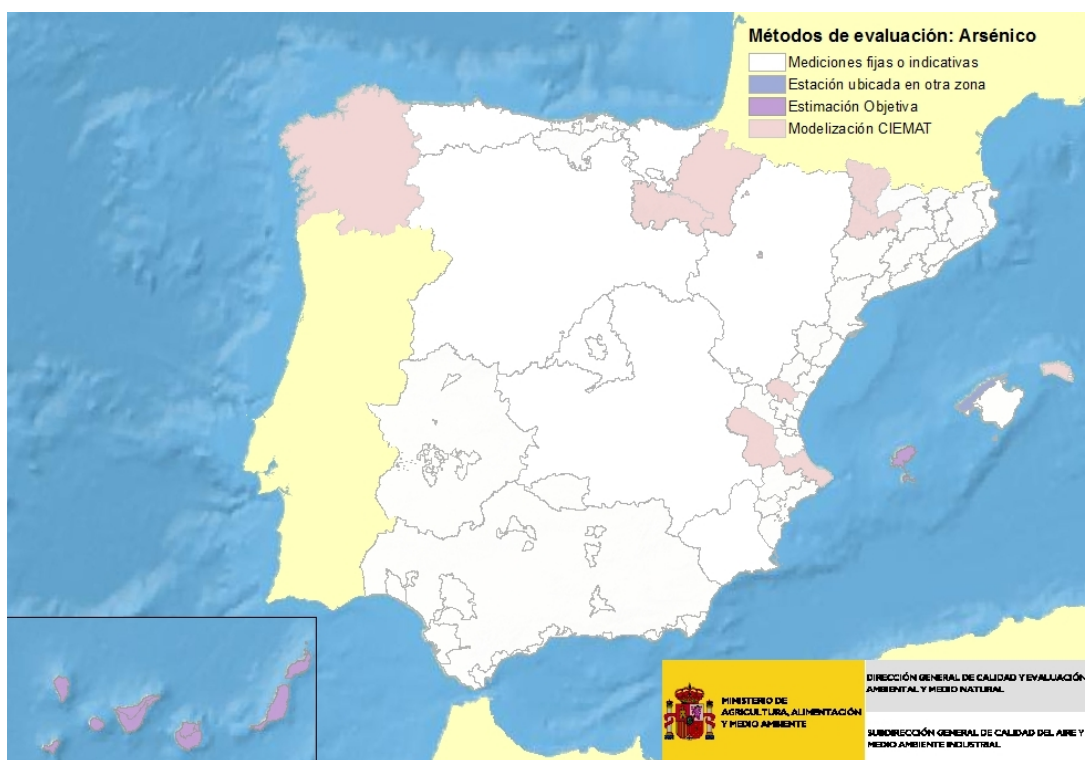 Métodos de evaluación: Arsénico
Mediciones fijas o indicativas
Estación ubicada en otra zona
Estimación Objetiva
Modelización CIEMAT
MINISTERIO DE
AGRICULTURA, ALIMENTACIÓN
Y MEDIO AMBIENTE
DIRECCIÓN GENERAL DE CALIDAD Y EVALUACIÓN
AMBIENTAL Y MEDIO NATURAL
SUBDIRECCIÓN GENERAL DE CALIDAD DEL AIRE Y
MEDIO AMBIENTE INDUSTRIAL